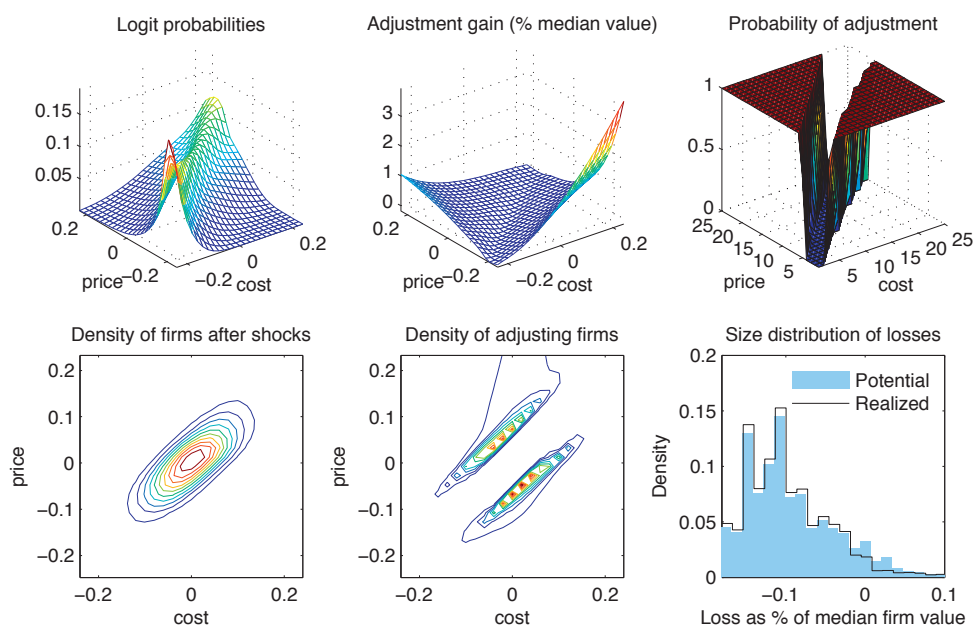 Logit probabilities
0.15
0.1
0.05
0.2
0
−0.2
price
−0.2
0
0.2
cost
Adjustment gain (% median value)
3
2
1
0
0.2
0
−0.2
price
−0.2
0
0.2
cost
Probability of adjustment
1
0.5
0
25
20
15
10
5
price
5
10
15
20
25
cost
Density of firms after shocks
0.2
0.1
0
−0.1
−0.2
price
−0.2
0
0.2
cost
Density of adjusting firms
0.2
0.1
0
−0.1
−0.2
price
−0.2
0
0.2
cost
Size distribution of losses
Potential
Realized
0.2
0.15
0.1
0.05
0
Density
−0.1
0
0.1
Loss as % of median firm value